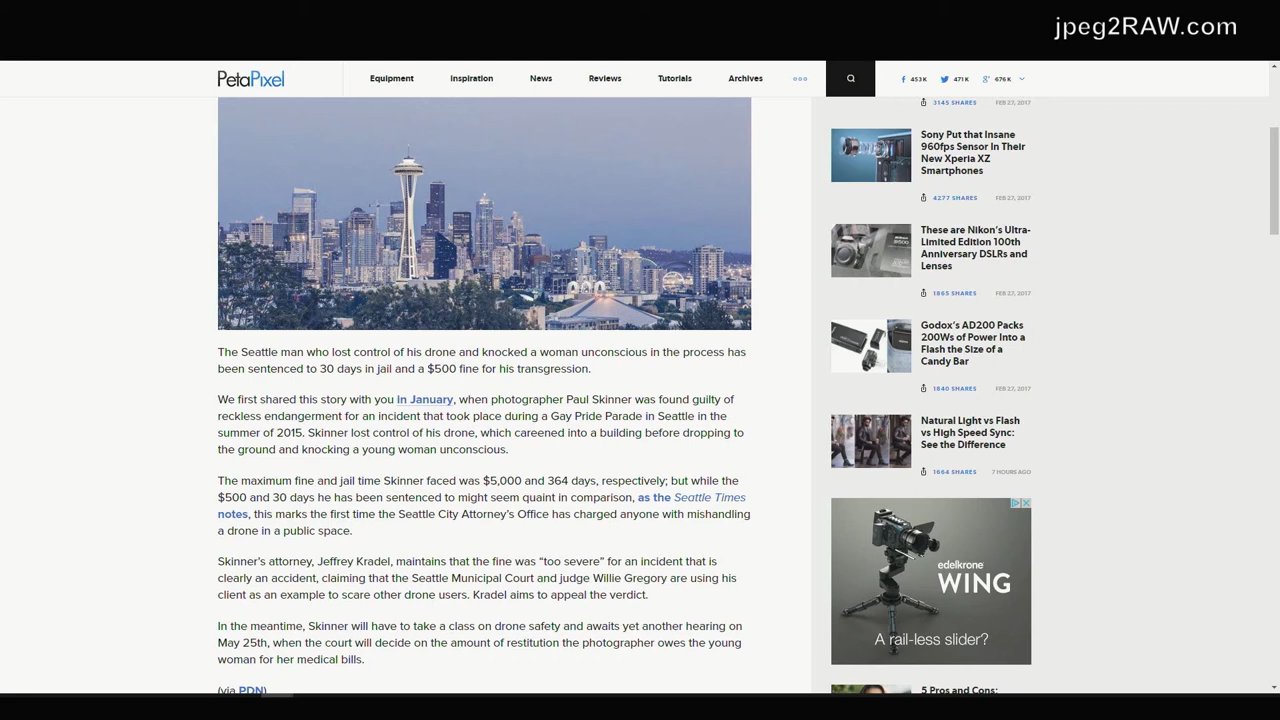 jpeg2RAW.com
PetaPixel
Equipment
Inspiration
News
Reviews
Tutorials
Archives
453K
471K
676K
The Seattle man who lost control of his drone and knocked a woman unconscious in the process has
been sentenced to 30 days in jail and a $500 fine for his transgression.
We first shared this story with you in January, when photographer Paul Skinner was found guilty of
reckless endangerment for an incident that took place during a Gay Pride Parade in Seattle in the
summer of 2015. Skinner lost control of his drone, which careened into a building before dropping to
the ground and knocking a young woman unconscious.
The maximum fine and jail time Skinner faced was $5,000 and 364 days, respectively; but while the
$500 and 30 days he has been sentenced to might seem quaint in comparison, as the Seattle Times
notes, this marks the first time the Seattle City Attorney's Office has charged anyone with mishandling
a drone in a public space.
Skinner's attorney, Jeffrey Kradel, maintains that the fine was “too severe” for an incident that is
clearly an accident, claiming that the Seattle Municipal Court and judge Willie Gregory are using his
client as an example to scare other drone users. Kradel aims to appeal the verdict.
In the meantime, Skinner will have to take a class on drone safety and awaits yet another hearing on
May 25th, when the court will decide on the amount of restitution the photographer owes the young
woman for her medical bills.
(via PDN)
3145 SHARES FEB 27, 2017
Sony Put that Insane
960fps Sensor In Their
New Xperia XZ
Smartphones
4277 SHARES FEB 27, 2017
These are Nikon's Ultra-
Limited Edition 100th
Anniversary DSLRs and
Lenses
1865 SHARES FEB 27, 2017
Godox's AD200 Packs
200Ws of Power Into a
Flash the Size of a
Candy Bar
1840 SHARES FEB 27, 2017
Natural Light vs Flash
vs High Speed Sync:
See the Difference
1664 SHARES 7 HOURS AGO
edelkrone
WING
A rail-less slider?
5 Pros and Cons: